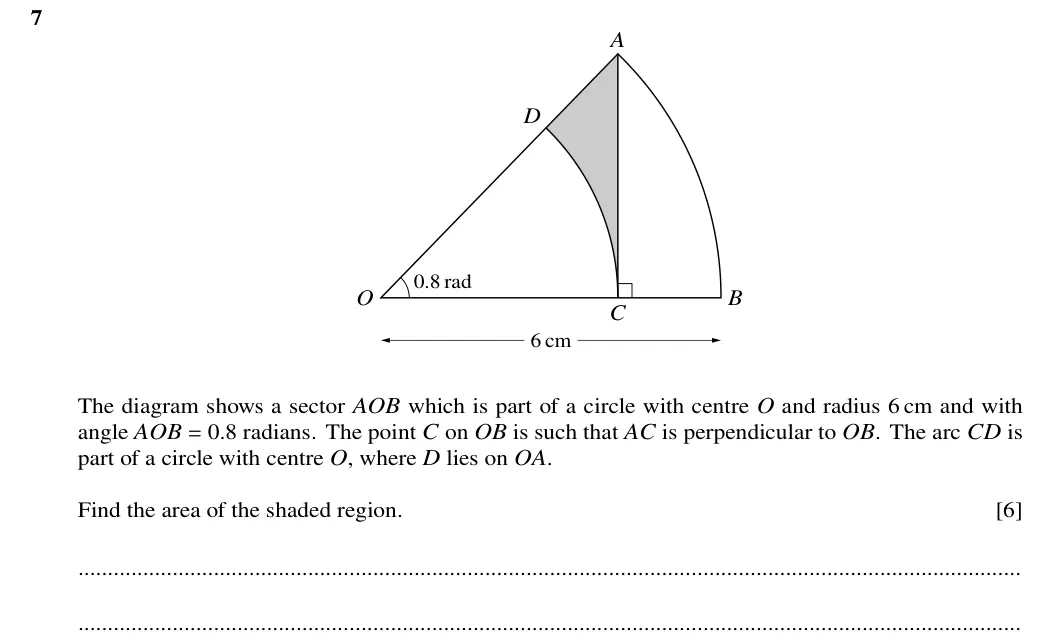 7
A
D
0.8 rad
O
B
C
6 cm
The diagram shows a sector AOB which is part of a circle with centre O and radius 6 cm and with
angle AOB = 0.8 radians. The point C on OB is such that AC is perpendicular to OB. The arc CD is
part of a circle with centre O, where D lies on OA.
Find the area of the shaded region. [6]